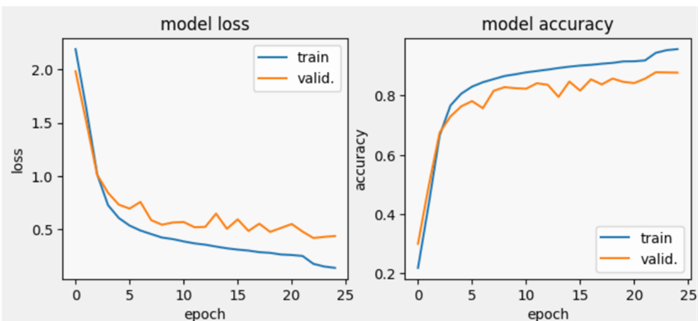 model loss
2.0
1.5
1.0
0.5
loss
train
valid.
0
5
10
15
20
25
epoch
model accuracy
0.8
0.6
0.4
0.2
accuracy
train
valid.
0
5
10
15
20
25
epoch